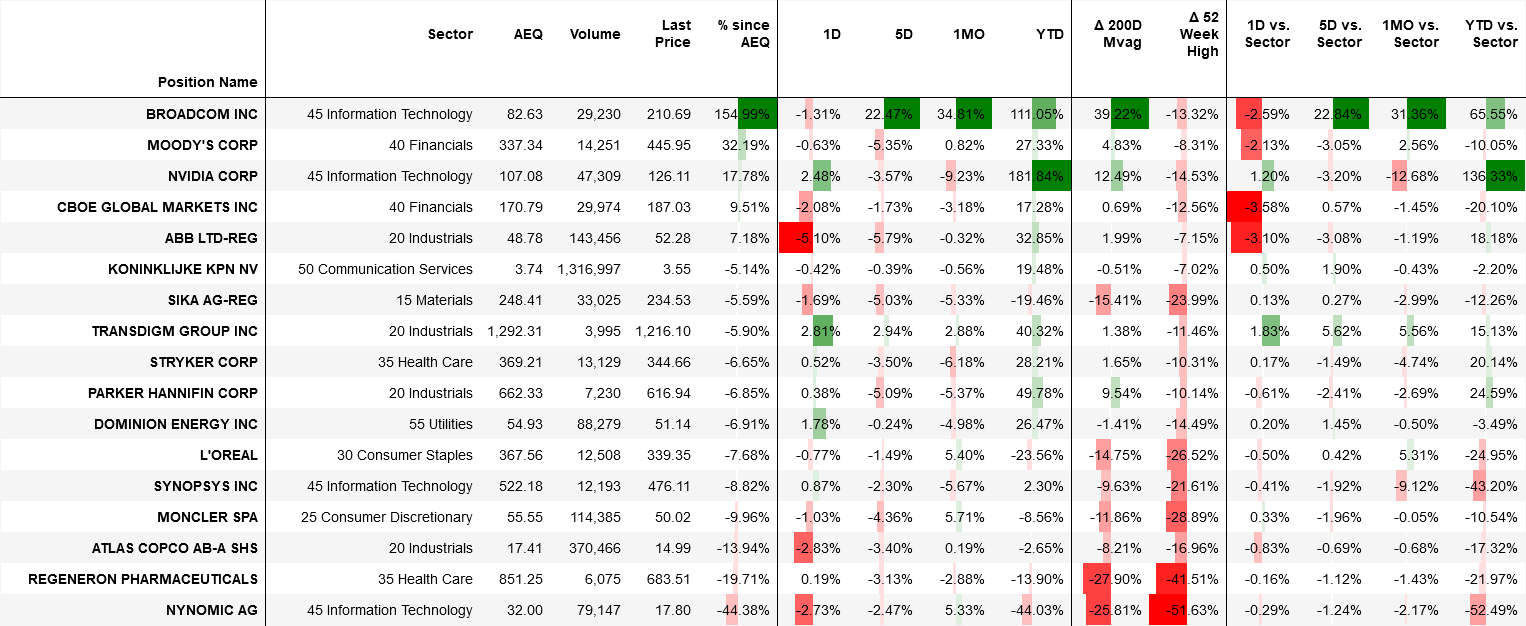 Position Name Sector AEQ Volume Last Price % since AEQ 1D 5D 1MO YTD Δ 200D Mvag Δ 52 Week High 1D vs. Sector 5D vs. Sector 1MO vs. Sector YTD vs. Sector
BROADCOM INC 45 Information Technology 82.63 29,230 210.69 154.99% -1.31% 22.47% 34.81% 111.05% 39.22% -13.32% -2.59% 22.84% 31.36% 65.55%
MOODY'S CORP 40 Financials 337.34 14,251 445.95 32.19% -0.63% -5.35% 0.82% 27.33% 4.83% -8.31% -2.13% -3.05% 2.56% -10.05%
NVIDIA CORP 45 Information Technology 107.08 47,309 126.11 17.78% 2.48% -3.57% -9.23% 181.84% 12.49% -14.53% 1.20% -3.20% -12.68% 136.33%
CBOE GLOBAL MARKETS INC 40 Financials 170.79 29,974 187.03 9.51% -2.08% -1.73% -3.18% 17.28% 0.69% -12.56% -3.58% 0.57% -1.45% -20.10%
ABB LTD-REG 20 Industrials 48.78 143,456 52.28 7.18% -5.10% -5.79% -0.32% 32.85% 1.99% -7.15% -3.10% -3.08% -1.19% 18.18%
KONINKLIJKE KPN NV 50 Communication Services 3.74 1,316,997 3.55 -5.14% -0.42% -0.39% -0.56% 19.48% -0.51% -7.02% 0.50% 1.90% -0.43% -2.20%
SIKA AG-REG 15 Materials 248.41 33,025 234.53 -5.59% -1.69% -5.03% -5.33% -19.46% -15.41% -23.99% 0.13% 0.27% -2.99% -12.26%
TRANSDIGM GROUP INC 20 Industrials 1,292.31 3,995 1,216.10 -5.90% 2.81% 2.94% 2.88% 40.32% 1.38% -11.46% 1.83% 5.62% 5.56% 15.13%
STRYKER CORP 35 Health Care 369.21 13,129 344.66 -6.65% 0.52% -3.50% -6.18% 28.21% 1.65% -10.31% 0.17% -1.49% -4.74% 20.14%
PARKER HANNIFIN CORP 20 Industrials 662.33 7,230 616.94 -6.85% 0.38% -5.09% -5.37% 49.78% 9.54% -10.14% -0.61% -2.41% -2.69% 24.59%
DOMINION ENERGY INC 55 Utilities 54.93 88,279 51.14 -6.91% 1.78% -0.24% -4.98% 26.47% -1.41% -14.49% 0.20% 1.45% -0.50% -3.49%
L'OREAL 30 Consumer Staples 367.56 12,508 339.35 -7.68% -0.77% -1.49% 5.40% -23.56% -14.75% -26.52% -0.50% 0.42% 5.31% -24.95%
SYNOPSYS INC 45 Information Technology 522.18 12,193 476.11 -8.82% 0.87% -2.30% -5.67% 2.30% -9.63% -21.61% -0.41% -1.92% -9.12% -43.20%
MONCLER SPA 25 Consumer Discretionary 55.55 114,385 50.02 -9.96% -1.03% -4.36% 5.71% -8.56% -11.86% -28.89% 0.33% -1.96% -0.05% -10.54%
ATLAS COPCO AB-A SHS 20 Industrials 17.41 370,466 14.99 -13.94% -2.83% -3.40% 0.19% -2.65% -8.21% -16.96% -0.83% -0.69% -0.68% -17.32%
REGENERON PHARMACEUTICALS 35 Health Care 851.25 6,075 683.51 -19.71% 0.19% -3.13% -2.88% -13.90% -27.90% -41.51% -0.16% -1.12% -1.43% -21.97%
NYNOMIC AG 45 Information Technology 32.00 79,147 17.80 -44.38% -2.73% -2.47% 5.33% -44.03% -25.81% -51.63% -0.29% -1.24% -2.17% -52.49%